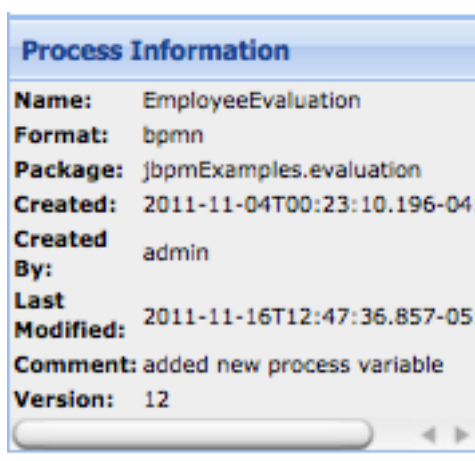 Process Information
Name: EmployeeEvaluation
Format: bpmn
Package: jbpmExamples.evaluation
Created: 2011-11-04T00:23:10.196-04
Created
By: admin
Last
Modified: 2011-11-16T12:47:36.857-05
Comment: added new process variable
Version: 12